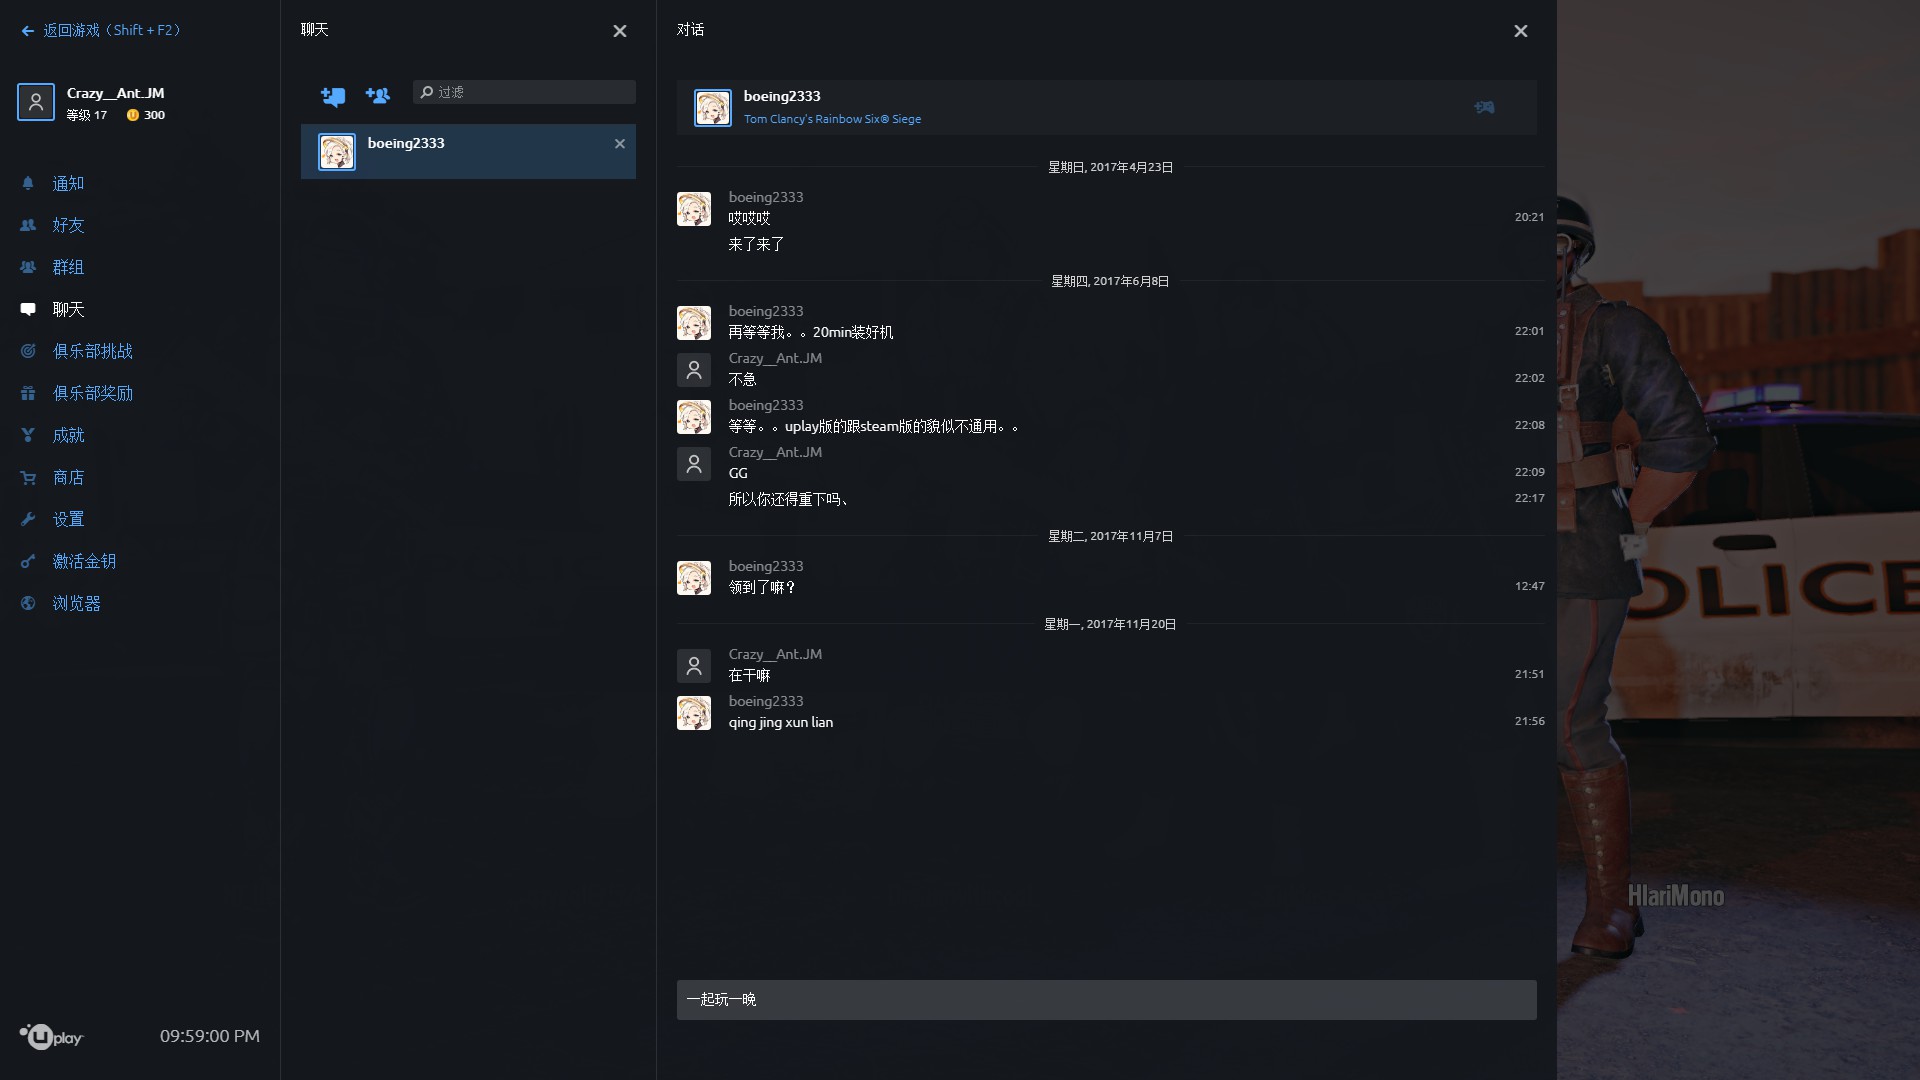 返回游戏（Shift + F2）
Crazy__Ant.JM
等级 17 300
通知
好友
群组
聊天
俱乐部挑战
俱乐部奖励
成就
商店
设置
激活金钥
浏览器
Uplay
09:59:00 PM
聊天
过滤
boeing2333
对话
boeing2333
Tom Clancy's Rainbow Six® Siege
星期日, 2017年4月23日
boeing2333
哎哎哎 20:21
来了来了
星期四, 2017年6月8日
boeing2333
再等等我。。20min装好机 22:01
Crazy__Ant.JM
不急 22:02
boeing2333
等等。。uplay版的跟steam版的貌似不通用。。 22:08
Crazy__Ant.JM
GG 22:09
所以你还得重下吗、 22:17
星期二, 2017年11月7日
boeing2333
领到了嘛？ 12:47
星期一, 2017年11月20日
Crazy__Ant.JM
在干嘛 21:51
boeing2333
qing jing xun lian 21:56
一起玩一晚
OLICE
HlariMono